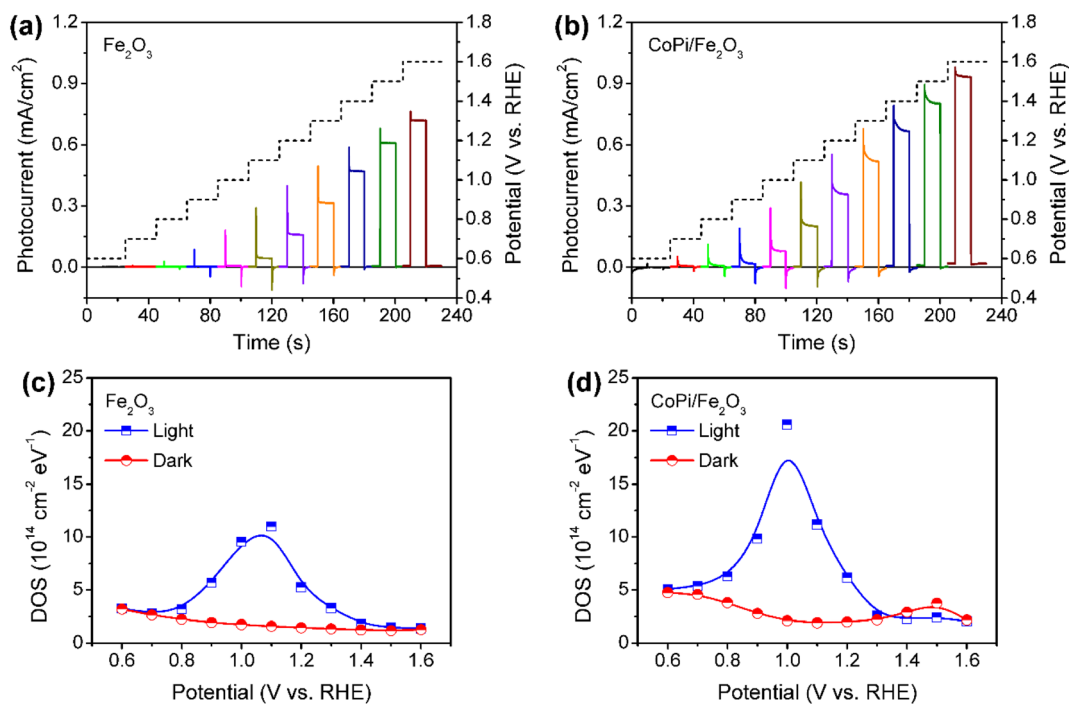 (a)
Fe₂O₃
Photocurrent (mA/cm²)
1.2
0.9
0.6
0.3
0.0
0 40 80 120 160 200 240
Time (s)
1.8
1.6
1.4
1.2
1.0
0.8
0.6
0.4
Potential (V vs. RHE)
(b)
CoPi/Fe₂O₃
Photocurrent (mA/cm²)
1.2
0.9
0.6
0.3
0.0
0 40 80 120 160 200 240
Time (s)
1.8
1.6
1.4
1.2
1.0
0.8
0.6
0.4
Potential (V vs. RHE)
(c)
Fe₂O₃
Light
Dark
DOS (10¹⁴ cm⁻² eV⁻¹)
25
20
15
10
5
0
0.6 0.8 1.0 1.2 1.4 1.6
Potential (V vs. RHE)
(d)
CoPi/Fe₂O₃
Light
Dark
DOS (10¹⁴ cm⁻² eV⁻¹)
25
20
15
10
5
0
0.6 0.8 1.0 1.2 1.4 1.6
Potential (V vs. RHE)